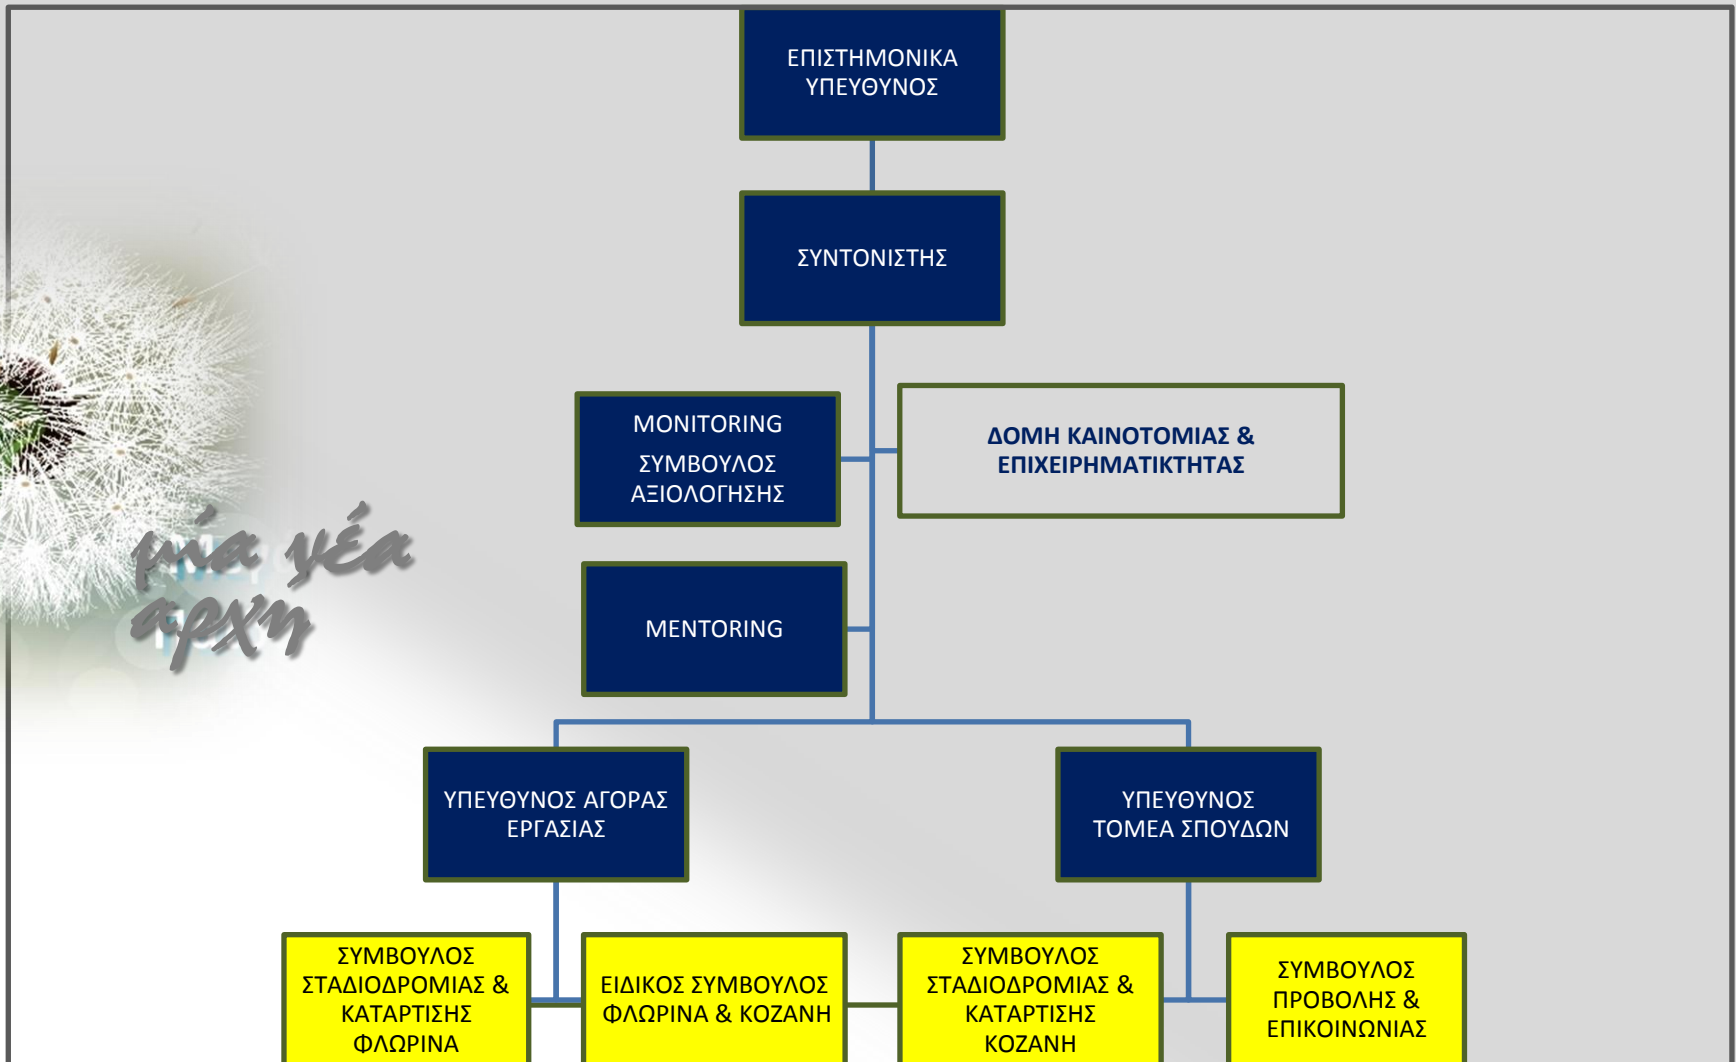 ΕΠΙΣΤΗΜΟΝΙΚΑ
ΥΠΕΥΘΥΝΟΣ
ΣΥΝΤΟΝΙΣΤΗΣ
MONITORING
ΣΥΜΒΟΥΛΟΣ
ΑΞΙΟΛΟΓΗΣΗΣ
ΔΟΜΗ ΚΑΙΝΟΤΟΜΙΑΣ &
ΕΠΙΧΕΙΡΗΜΑΤΙΚΤΗΤΑΣ
μία νέα
αρχη
MENTORING
ΥΠΕΥΘΥΝΟΣ ΑΓΟΡΑΣ
ΕΡΓΑΣΙΑΣ
ΥΠΕΥΘΥΝΟΣ
ΤΟΜΕΑ ΣΠΟΥΔΩΝ
ΣΥΜΒΟΥΛΟΣ
ΣΤΑΔΙΟΔΡΟΜΙΑΣ &
ΚΑΤΑΡΤΙΣΗΣ
ΦΛΩΡΙΝΑ
ΕΙΔΙΚΟΣ ΣΥΜΒΟΥΛΟΣ
ΦΛΩΡΙΝΑ & ΚΟΖΑΝΗ
ΣΥΜΒΟΥΛΟΣ
ΣΤΑΔΙΟΔΡΟΜΙΑΣ &
ΚΑΤΑΡΤΙΣΗΣ
ΚΟΖΑΝΗ
ΣΥΜΒΟΥΛΟΣ
ΠΡΟΒΟΛΗΣ &
ΕΠΙΚΟΙΝΩΝΙΑΣ